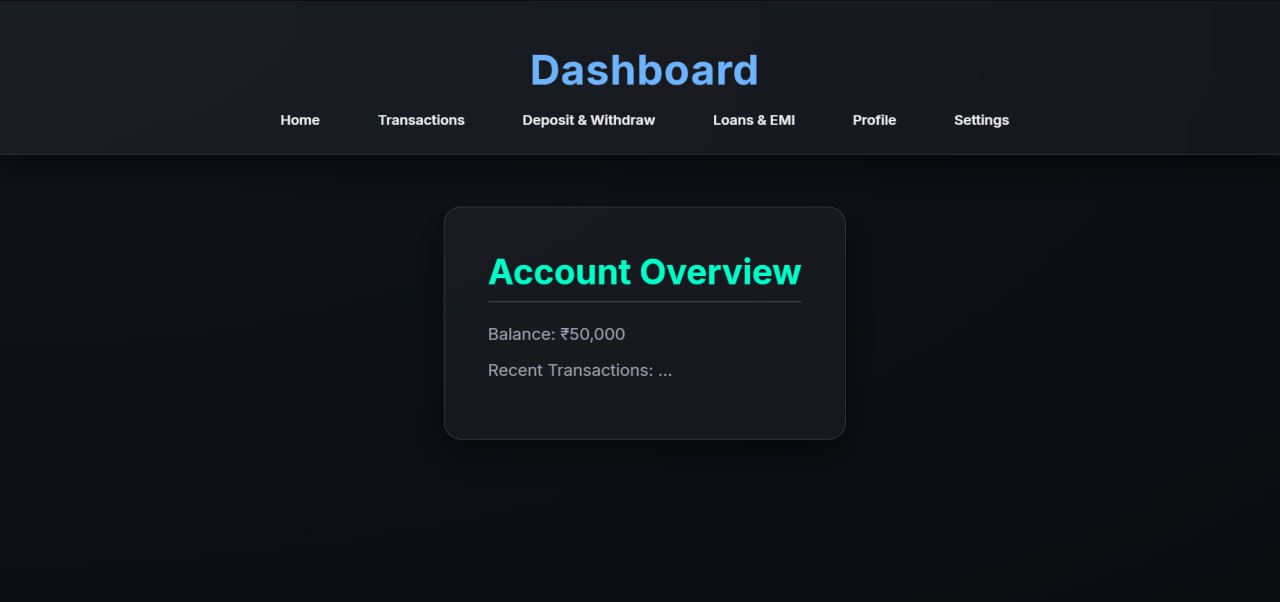 Dashboard
Home Transactions Deposit & Withdraw Loans & EMI Profile Settings
Account Overview
Balance: ₹50,000
Recent Transactions: ...